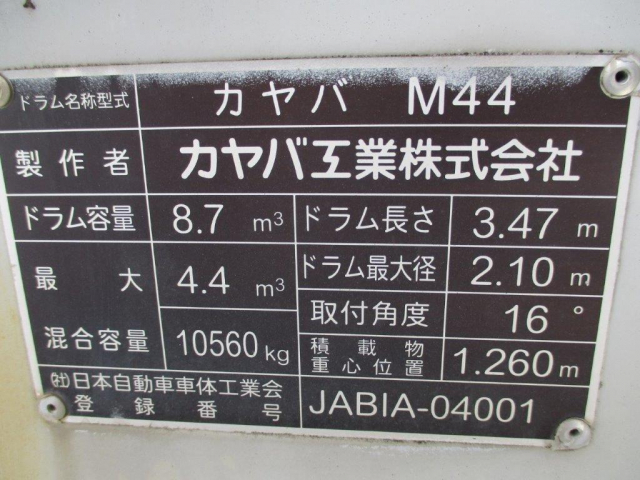 ドラム名称型式 カヤバ M44
製作者 カヤバ工業株式会社
ドラム容量 8.7 m³ ドラム長さ 3.47 m
最大 4.4 m³ ドラム最大径 2.10 m
混合容量 10560 kg 取付角度 16°
積載物重心位置 1.260 m
㈳日本自動車車体工業会
登録番号 JABIA-04001